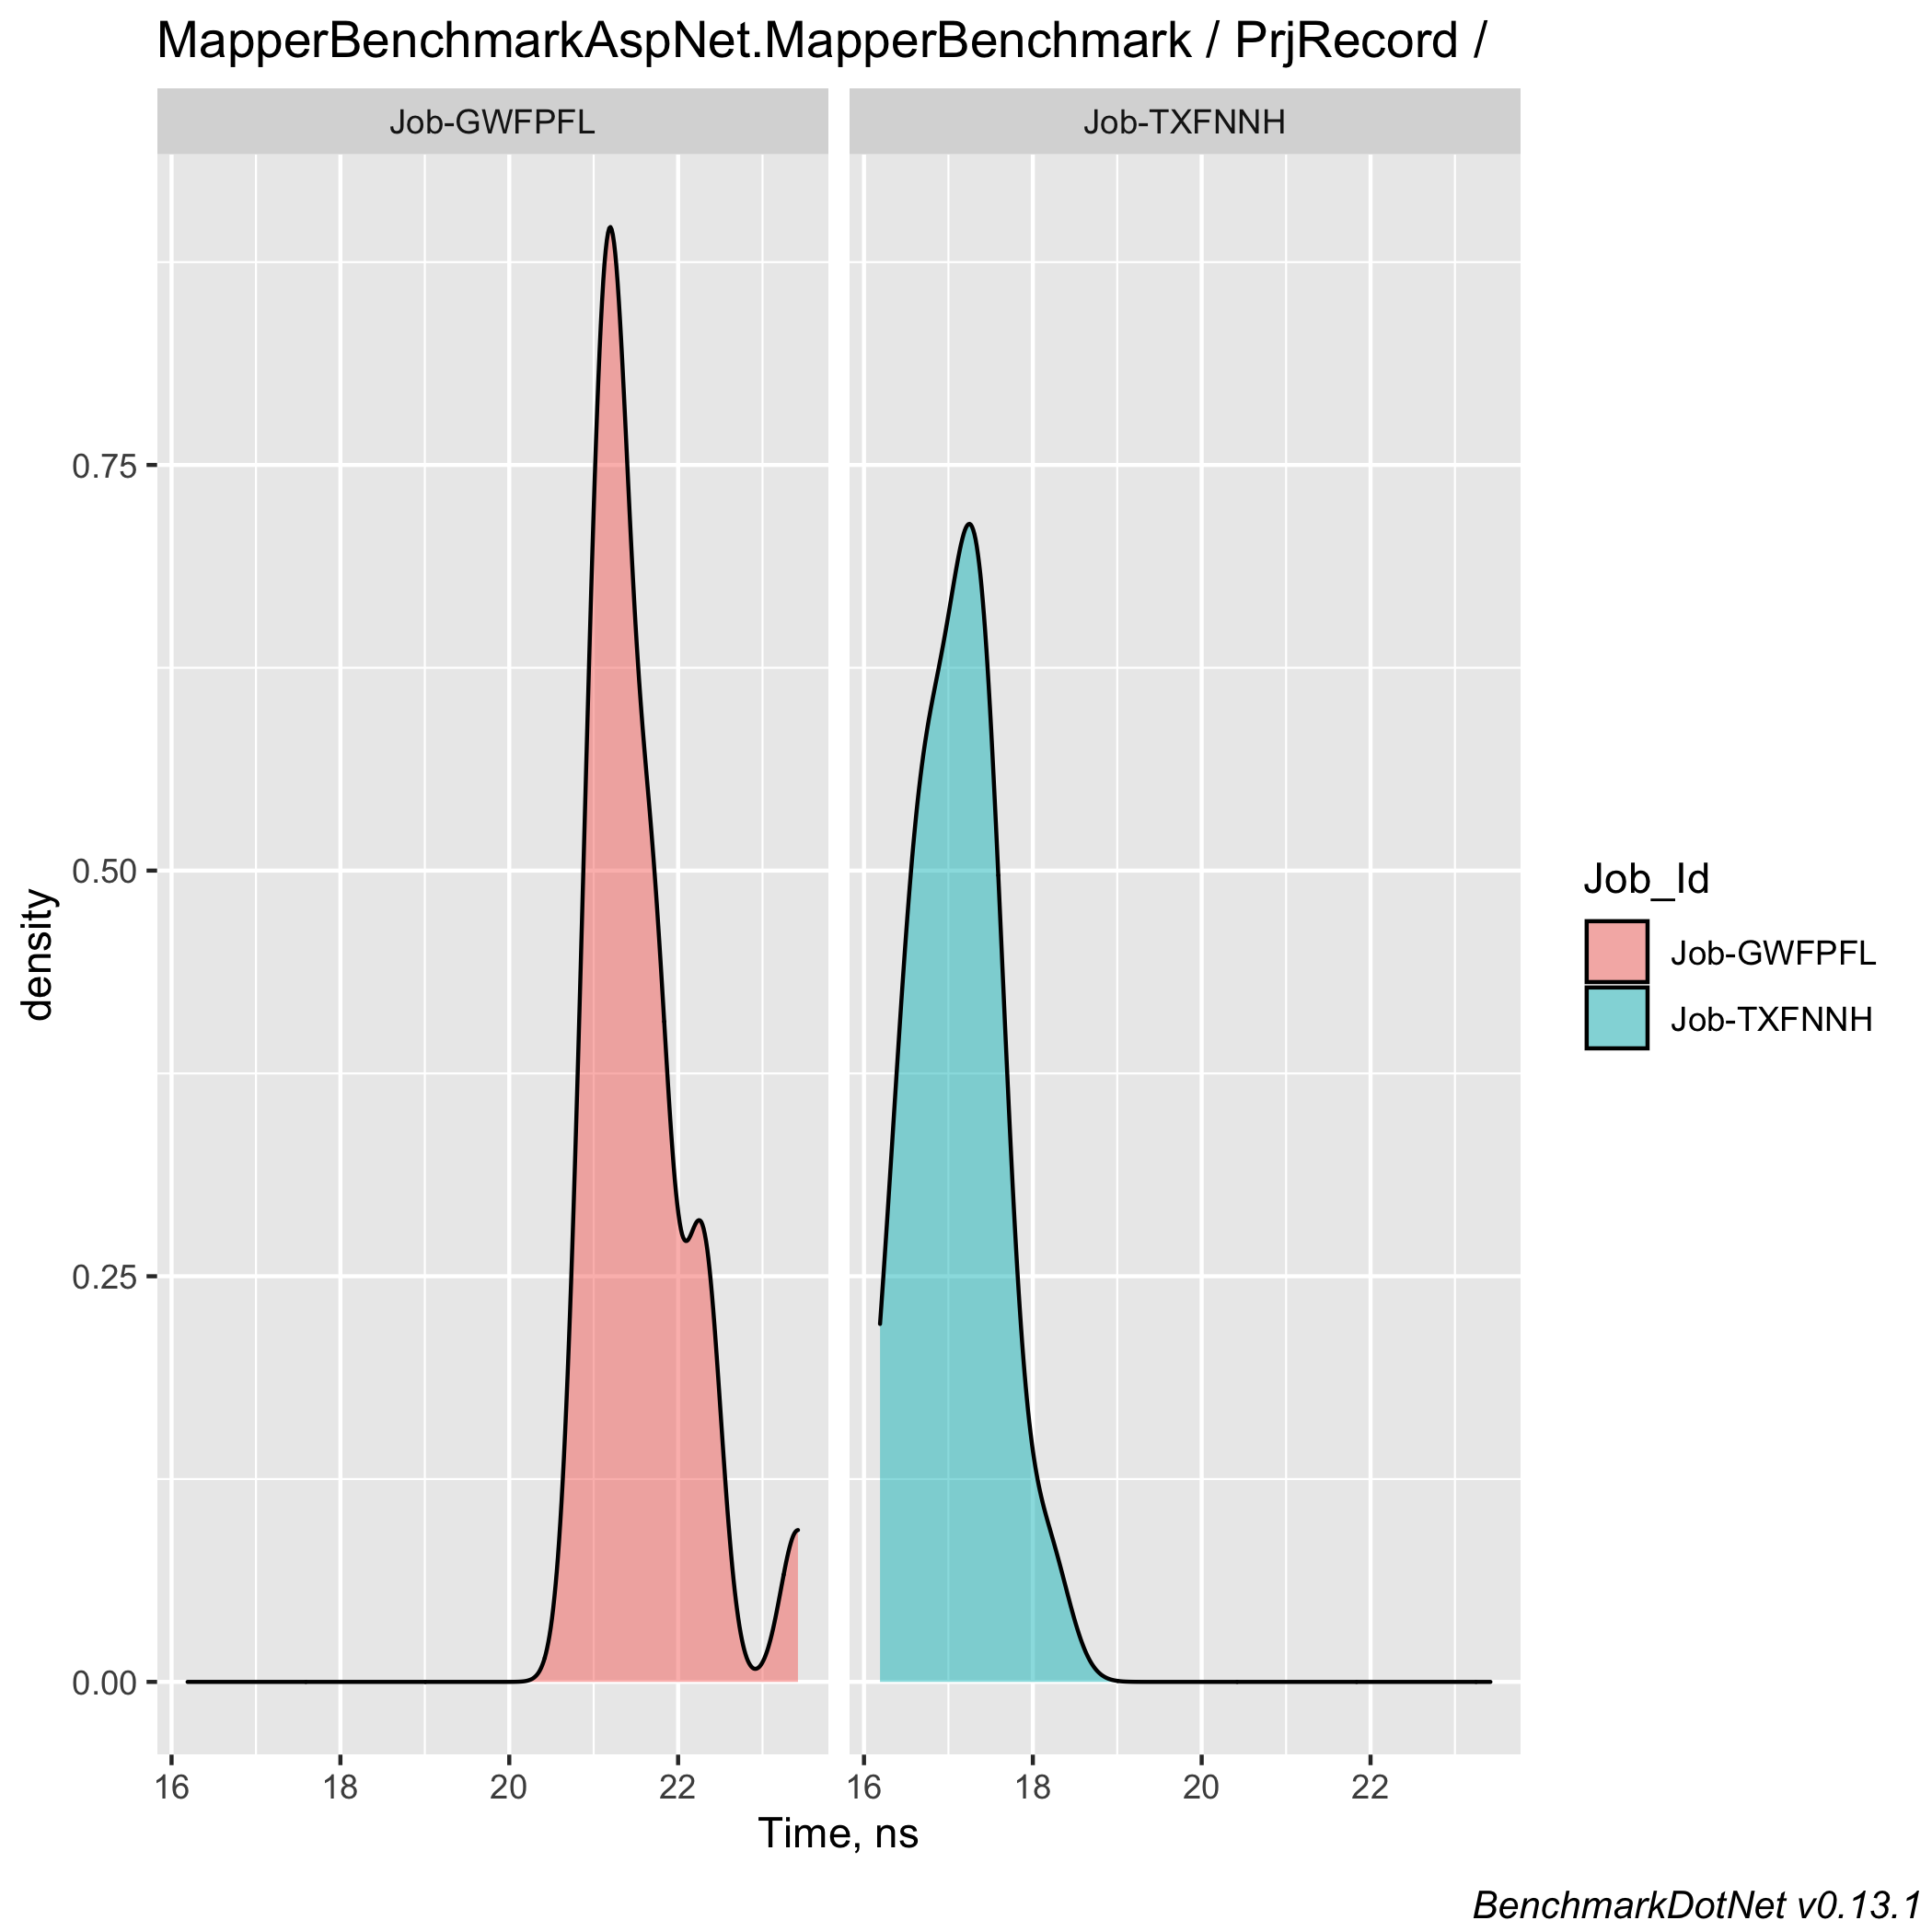 MapperBenchmarkAspNet.MapperBenchmark / PrjRecord /
Job-GWFPFL
Job-TXFNNH
density
0.75
0.50
0.25
0.00
16
18
20
22
16
18
20
22
Time, ns
Job_Id
Job-GWFPFL
Job-TXFNNH
BenchmarkDotNet v0.13.1